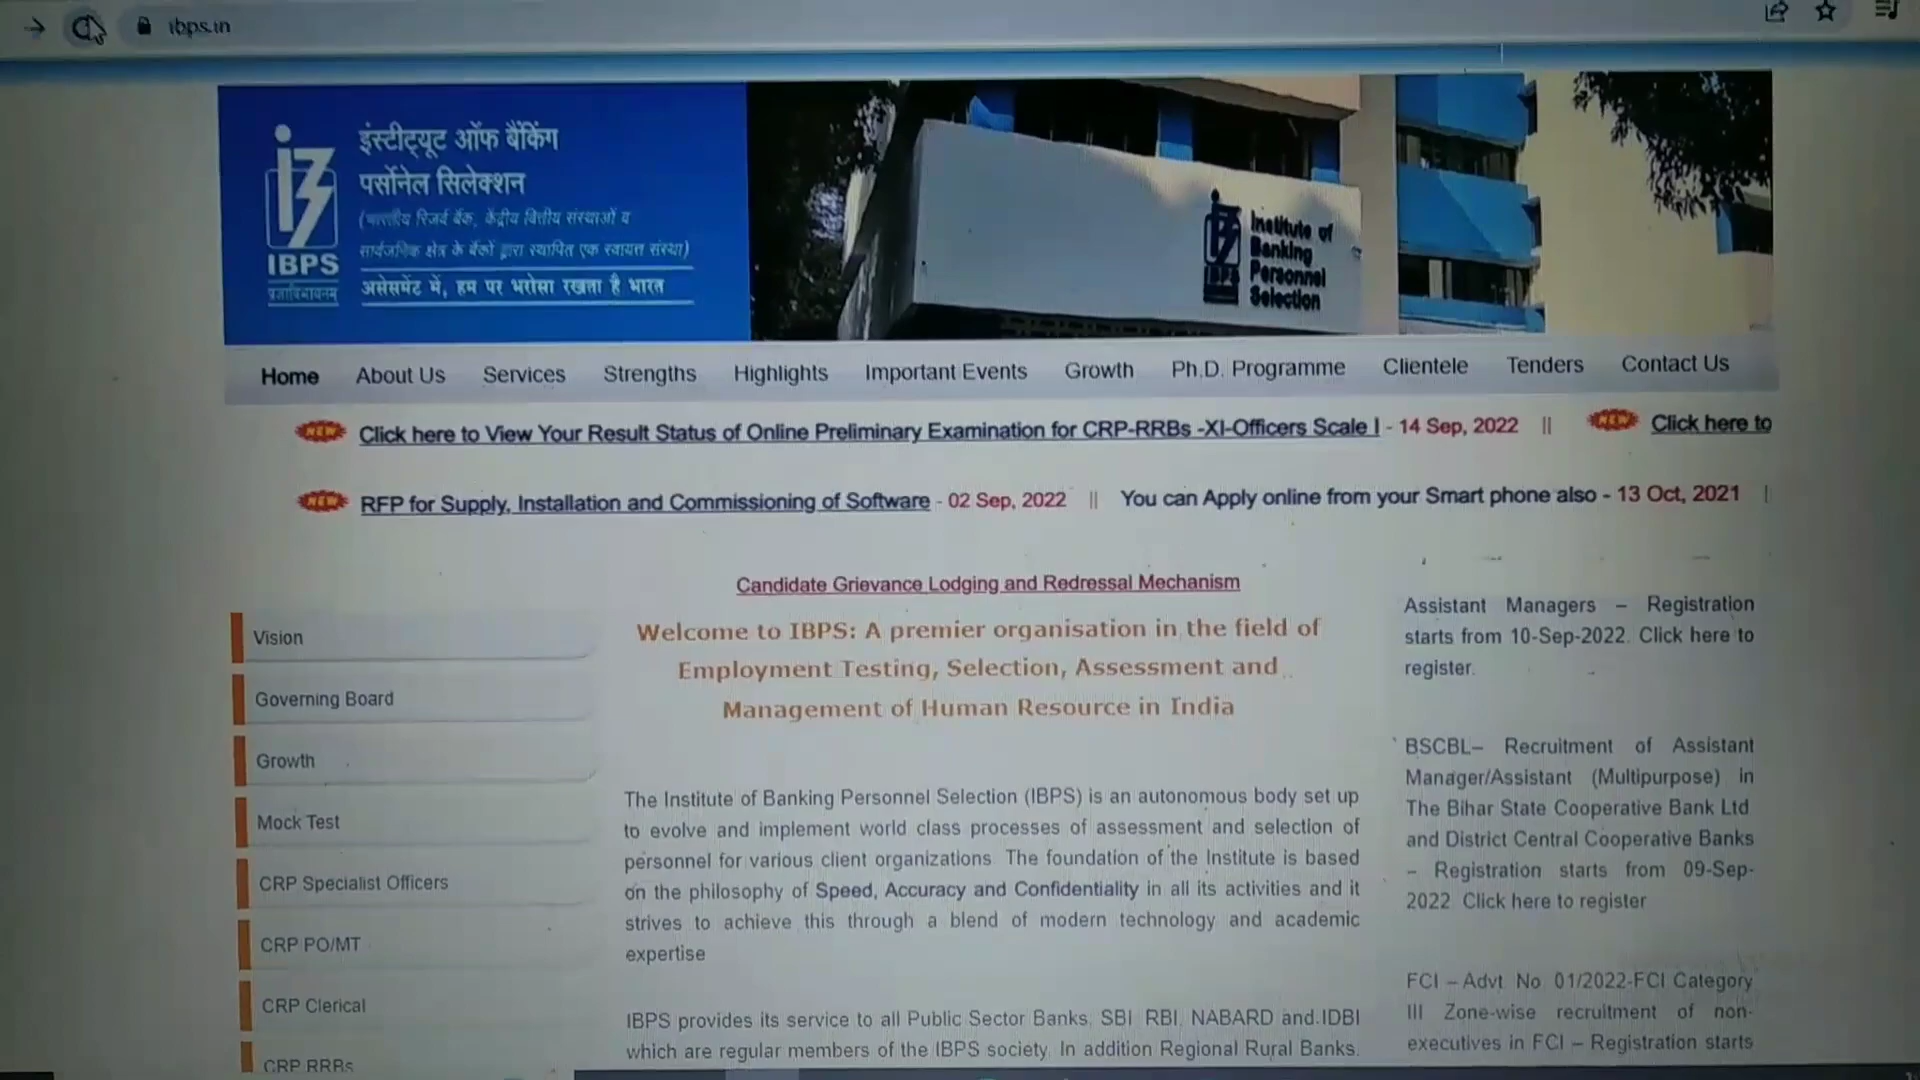 ibps.in
इंस्टीट्यूट ऑफ बैंकिंग
पर्सोनेल सिलेक्शन
(भारतीय रिजर्व बैंक, केंद्रीय वित्तीय संस्थाओं व
सार्वजनिक क्षेत्र के बैंकों द्वारा स्थापित एक स्वायत्त संस्था)
असेसमेंट में, हम पर भरोसा रखता है भारत
IBPS
Institute of
Banking
Personnel
Selection
IBPS
Home About Us Services Strengths Highlights Important Events Growth Ph.D. Programme Clientele Tenders Contact Us
NEW Click here to View Your Result Status of Online Preliminary Examination for CRP-RRBs -XI-Officers Scale I - 14 Sep, 2022 || NEW Click here to
NEW RFP for Supply, Installation and Commissioning of Software - 02 Sep, 2022 || You can Apply online from your Smart phone also - 13 Oct, 2021 |
Vision
Governing Board
Growth
Mock Test
CRP Specialist Officers
CRP PO/MT
CRP Clerical
CRP RRBs
Candidate Grievance Lodging and Redressal Mechanism
Welcome to IBPS: A premier organisation in the field of
Employment Testing, Selection, Assessment and
Management of Human Resource in India
The Institute of Banking Personnel Selection (IBPS) is an autonomous body set up
to evolve and implement world class processes of assessment and selection of
personnel for various client organizations. The foundation of the Institute is based
on the philosophy of Speed, Accuracy and Confidentiality in all its activities and it
strives to achieve this through a blend of modern technology and academic
expertise
IBPS provides its service to all Public Sector Banks, SBI, RBI, NABARD and IDBI
which are regular members of the IBPS society. In addition Regional Rural Banks,
Assistant Managers – Registration
starts from 10-Sep-2022. Click here to
register.
BSCBL– Recruitment of Assistant
Manager/Assistant (Multipurpose) in
The Bihar State Cooperative Bank Ltd
and District Central Cooperative Banks
– Registration starts from 09-Sep-
2022 Click here to register
FCI – Advt No 01/2022-FCI Category
III Zone-wise recruitment of non-
executives in FCI – Registration starts